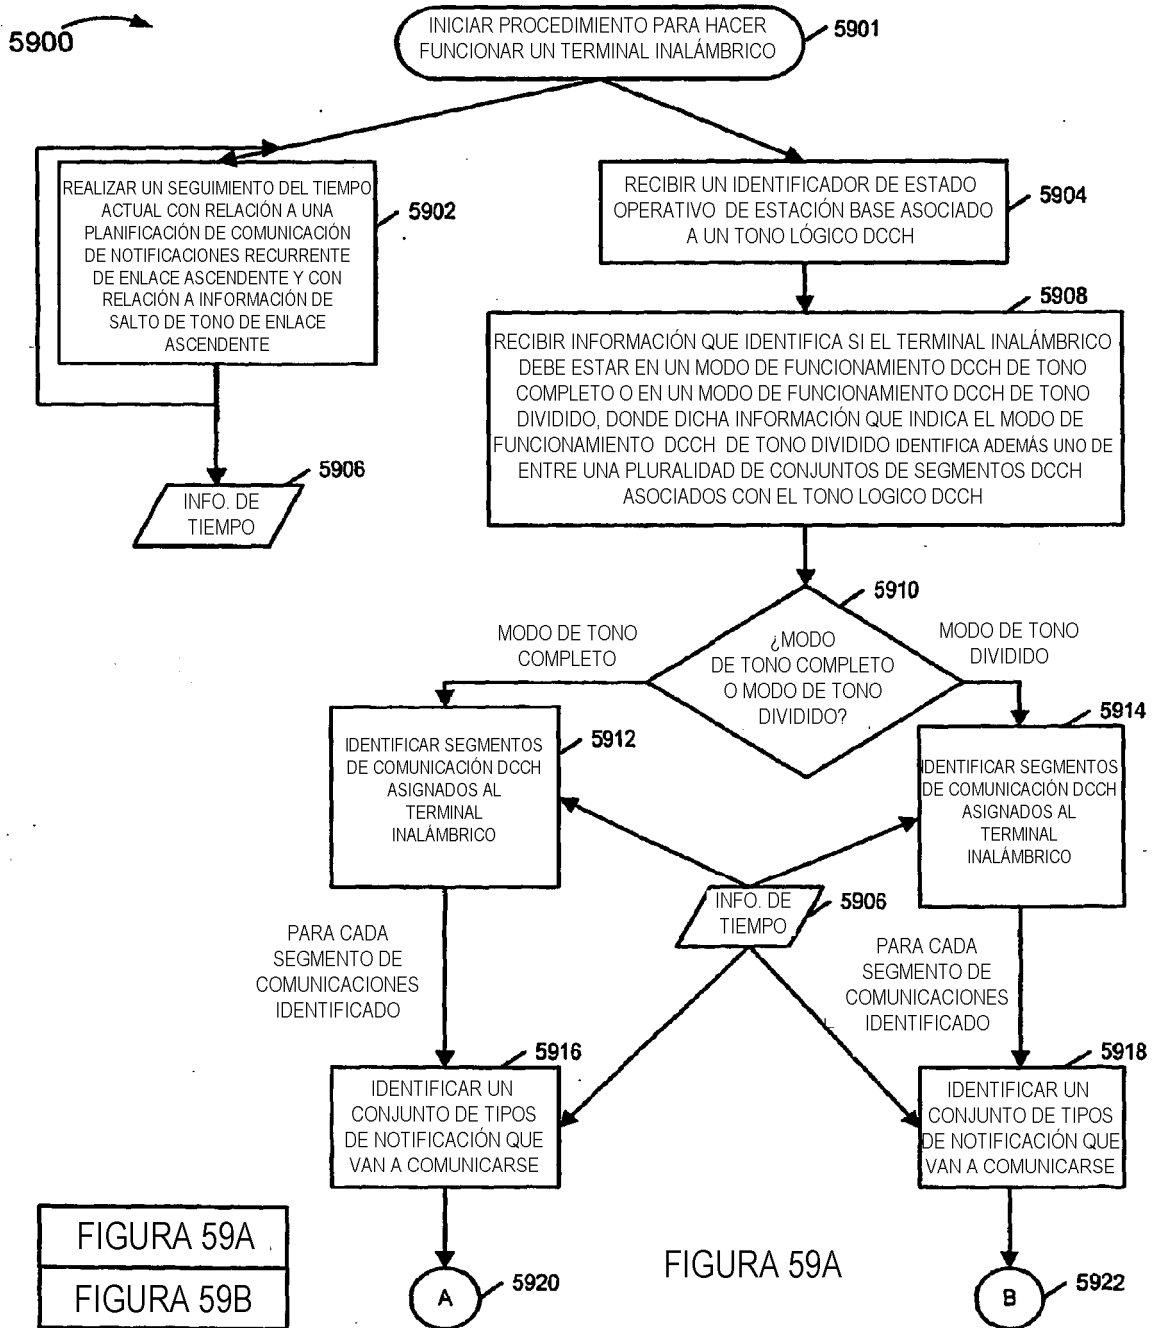 5900
INICIAR PROCEDIMIENTO PARA HACER
FUNCIONAR UN TERMINAL INALÁMBRICO
5901
REALIZAR UN SEGUIMIENTO DEL TIEMPO
ACTUAL CON RELACIÓN A UNA
PLANIFICACIÓN DE COMUNICACIÓN
DE NOTIFICACIONES RECURRENTE
DE ENLACE ASCENDENTE Y CON
RELACIÓN A INFORMACIÓN DE
SALTO DE TONO DE ENLACE
ASCENDENTE
5902
RECIBIR UN IDENTIFICADOR DE ESTADO
OPERATIVO DE ESTACIÓN BASE ASOCIADO
A UN TONO LÓGICO DCCH
5904
5906
INFO. DE
TIEMPO
5908
RECIBIR INFORMACIÓN QUE IDENTIFICA SI EL TERMINAL INALÁMBRICO
DEBE ESTAR EN UN MODO DE FUNCIONAMIENTO DCCH DE TONO
COMPLETO O EN UN MODO DE FUNCIONAMIENTO DCCH DE TONO
DIVIDIDO, DONDE DICHA INFORMACIÓN QUE INDICA EL MODO DE
FUNCIONAMIENTO DCCH DE TONO DIVIDIDO IDENTIFICA ADEMÁS UNO DE
ENTRE UNA PLURALIDAD DE CONJUNTOS DE SEGMENTOS DCCH
ASOCIADOS CON EL TONO LOGICO DCCH
5910
¿MODO
DE TONO COMPLETO
O MODO DE TONO
DIVIDIDO?
MODO DE TONO
COMPLETO
MODO DE TONO
DIVIDIDO
5912
IDENTIFICAR SEGMENTOS
DE COMUNICACIÓN DCCH
ASIGNADOS AL
TERMINAL
INALÁMBRICO
5914
IDENTIFICAR SEGMENTOS
DE COMUNICACIÓN DCCH
ASIGNADOS AL
TERMINAL
INALÁMBRICO
INFO. DE
TIEMPO
5906
PARA CADA
SEGMENTO DE
COMUNICACIONES
IDENTIFICADO
PARA CADA
SEGMENTO DE
COMUNICACIONES
IDENTIFICADO
5916
IDENTIFICAR UN
CONJUNTO DE TIPOS
DE NOTIFICACIÓN QUE
VAN A COMUNICARSE
5918
IDENTIFICAR UN
CONJUNTO DE TIPOS
DE NOTIFICACIÓN QUE
VAN A COMUNICARSE
FIGURA 59A
FIGURA 59B
A
5920
FIGURA 59A
B
5922